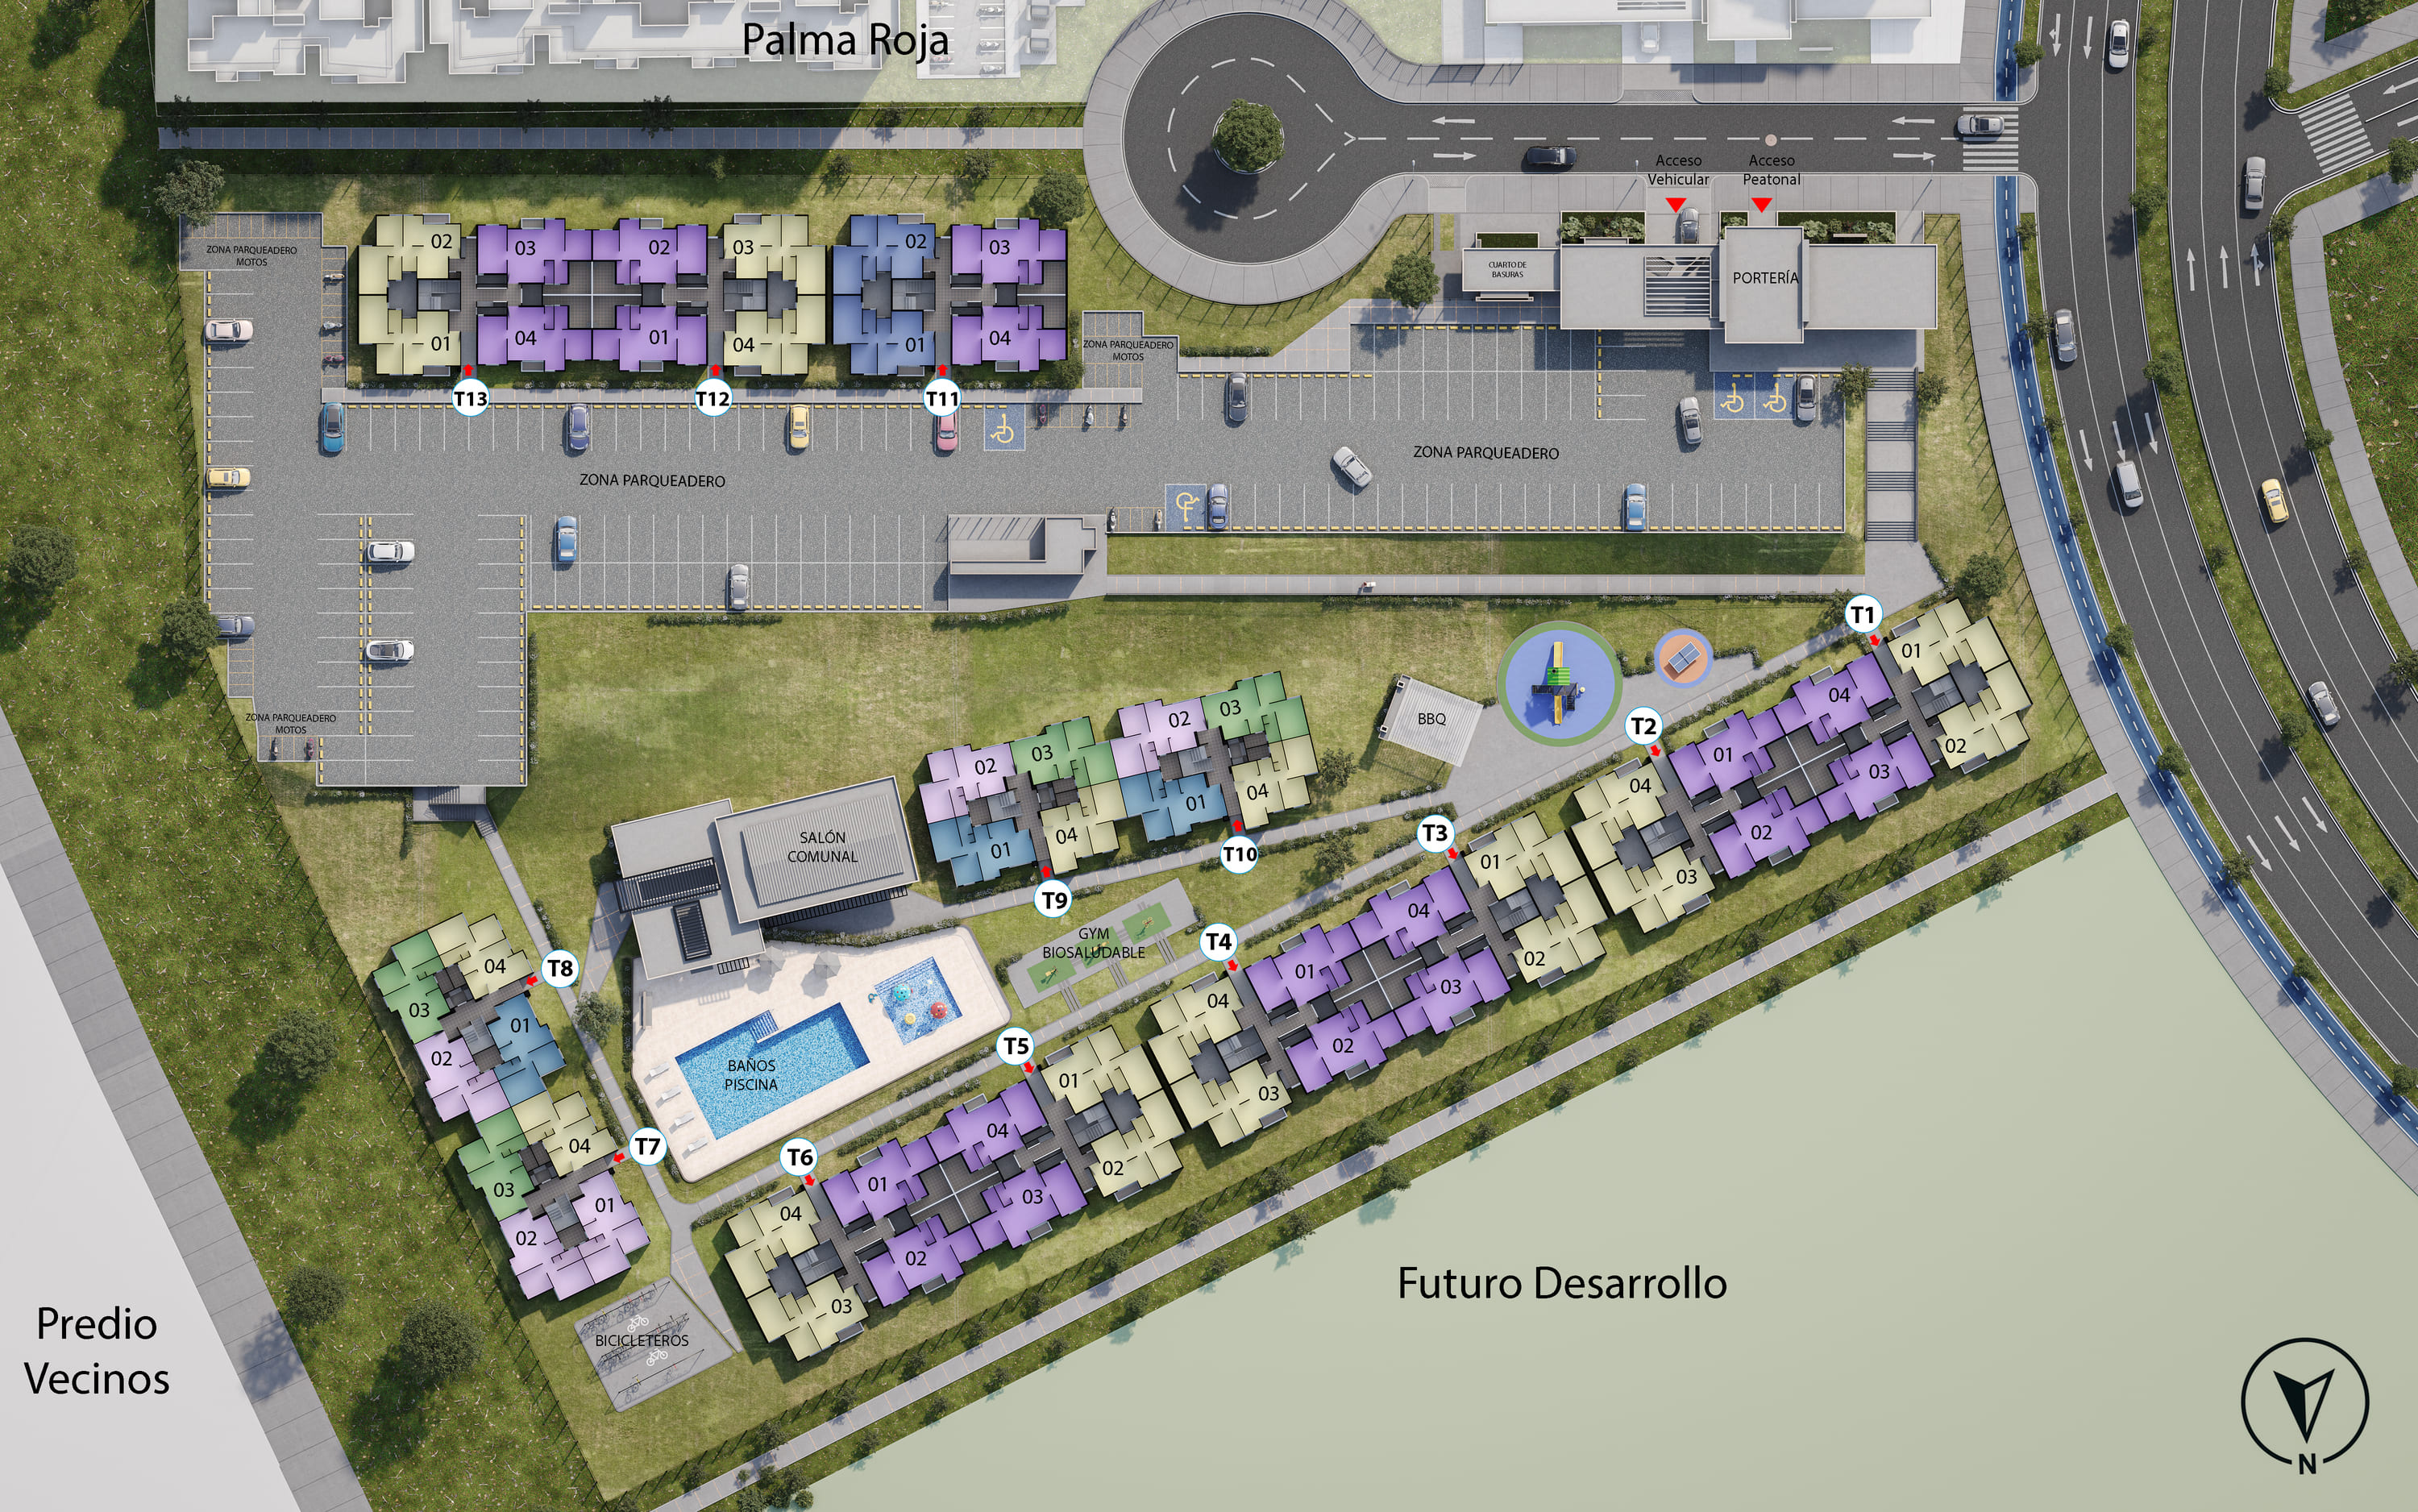 Palma Roja
Acceso
Vehicular
Acceso
Peatonal
ZONA PARQUEADERO
MOTOS
02
03
02
03
02
03
CUARTO DE
BASURAS
PORTERÍA
01
04
01
04
01
04
ZONA PARQUEADERO
MOTOS
T13
T12
T11
ZONA PARQUEADERO
ZONA PARQUEADERO
ZONA PARQUEADERO
MOTOS
T1
01
04
02
03
T2
01
04
02
03
BBQ
T3
01
04
02
03
02
03
01
04
T10
02
03
01
04
T9
SALÓN
COMUNAL
GYM
BIOSALUDABLE
T4
04
01
03
02
T8
04
03
01
02
BAÑOS
PISCINA
T5
01
04
02
03
T7
04
03
01
02
T6
04
01
03
02
BICICLETEROS
Predio
Vecinos
Futuro Desarrollo
N